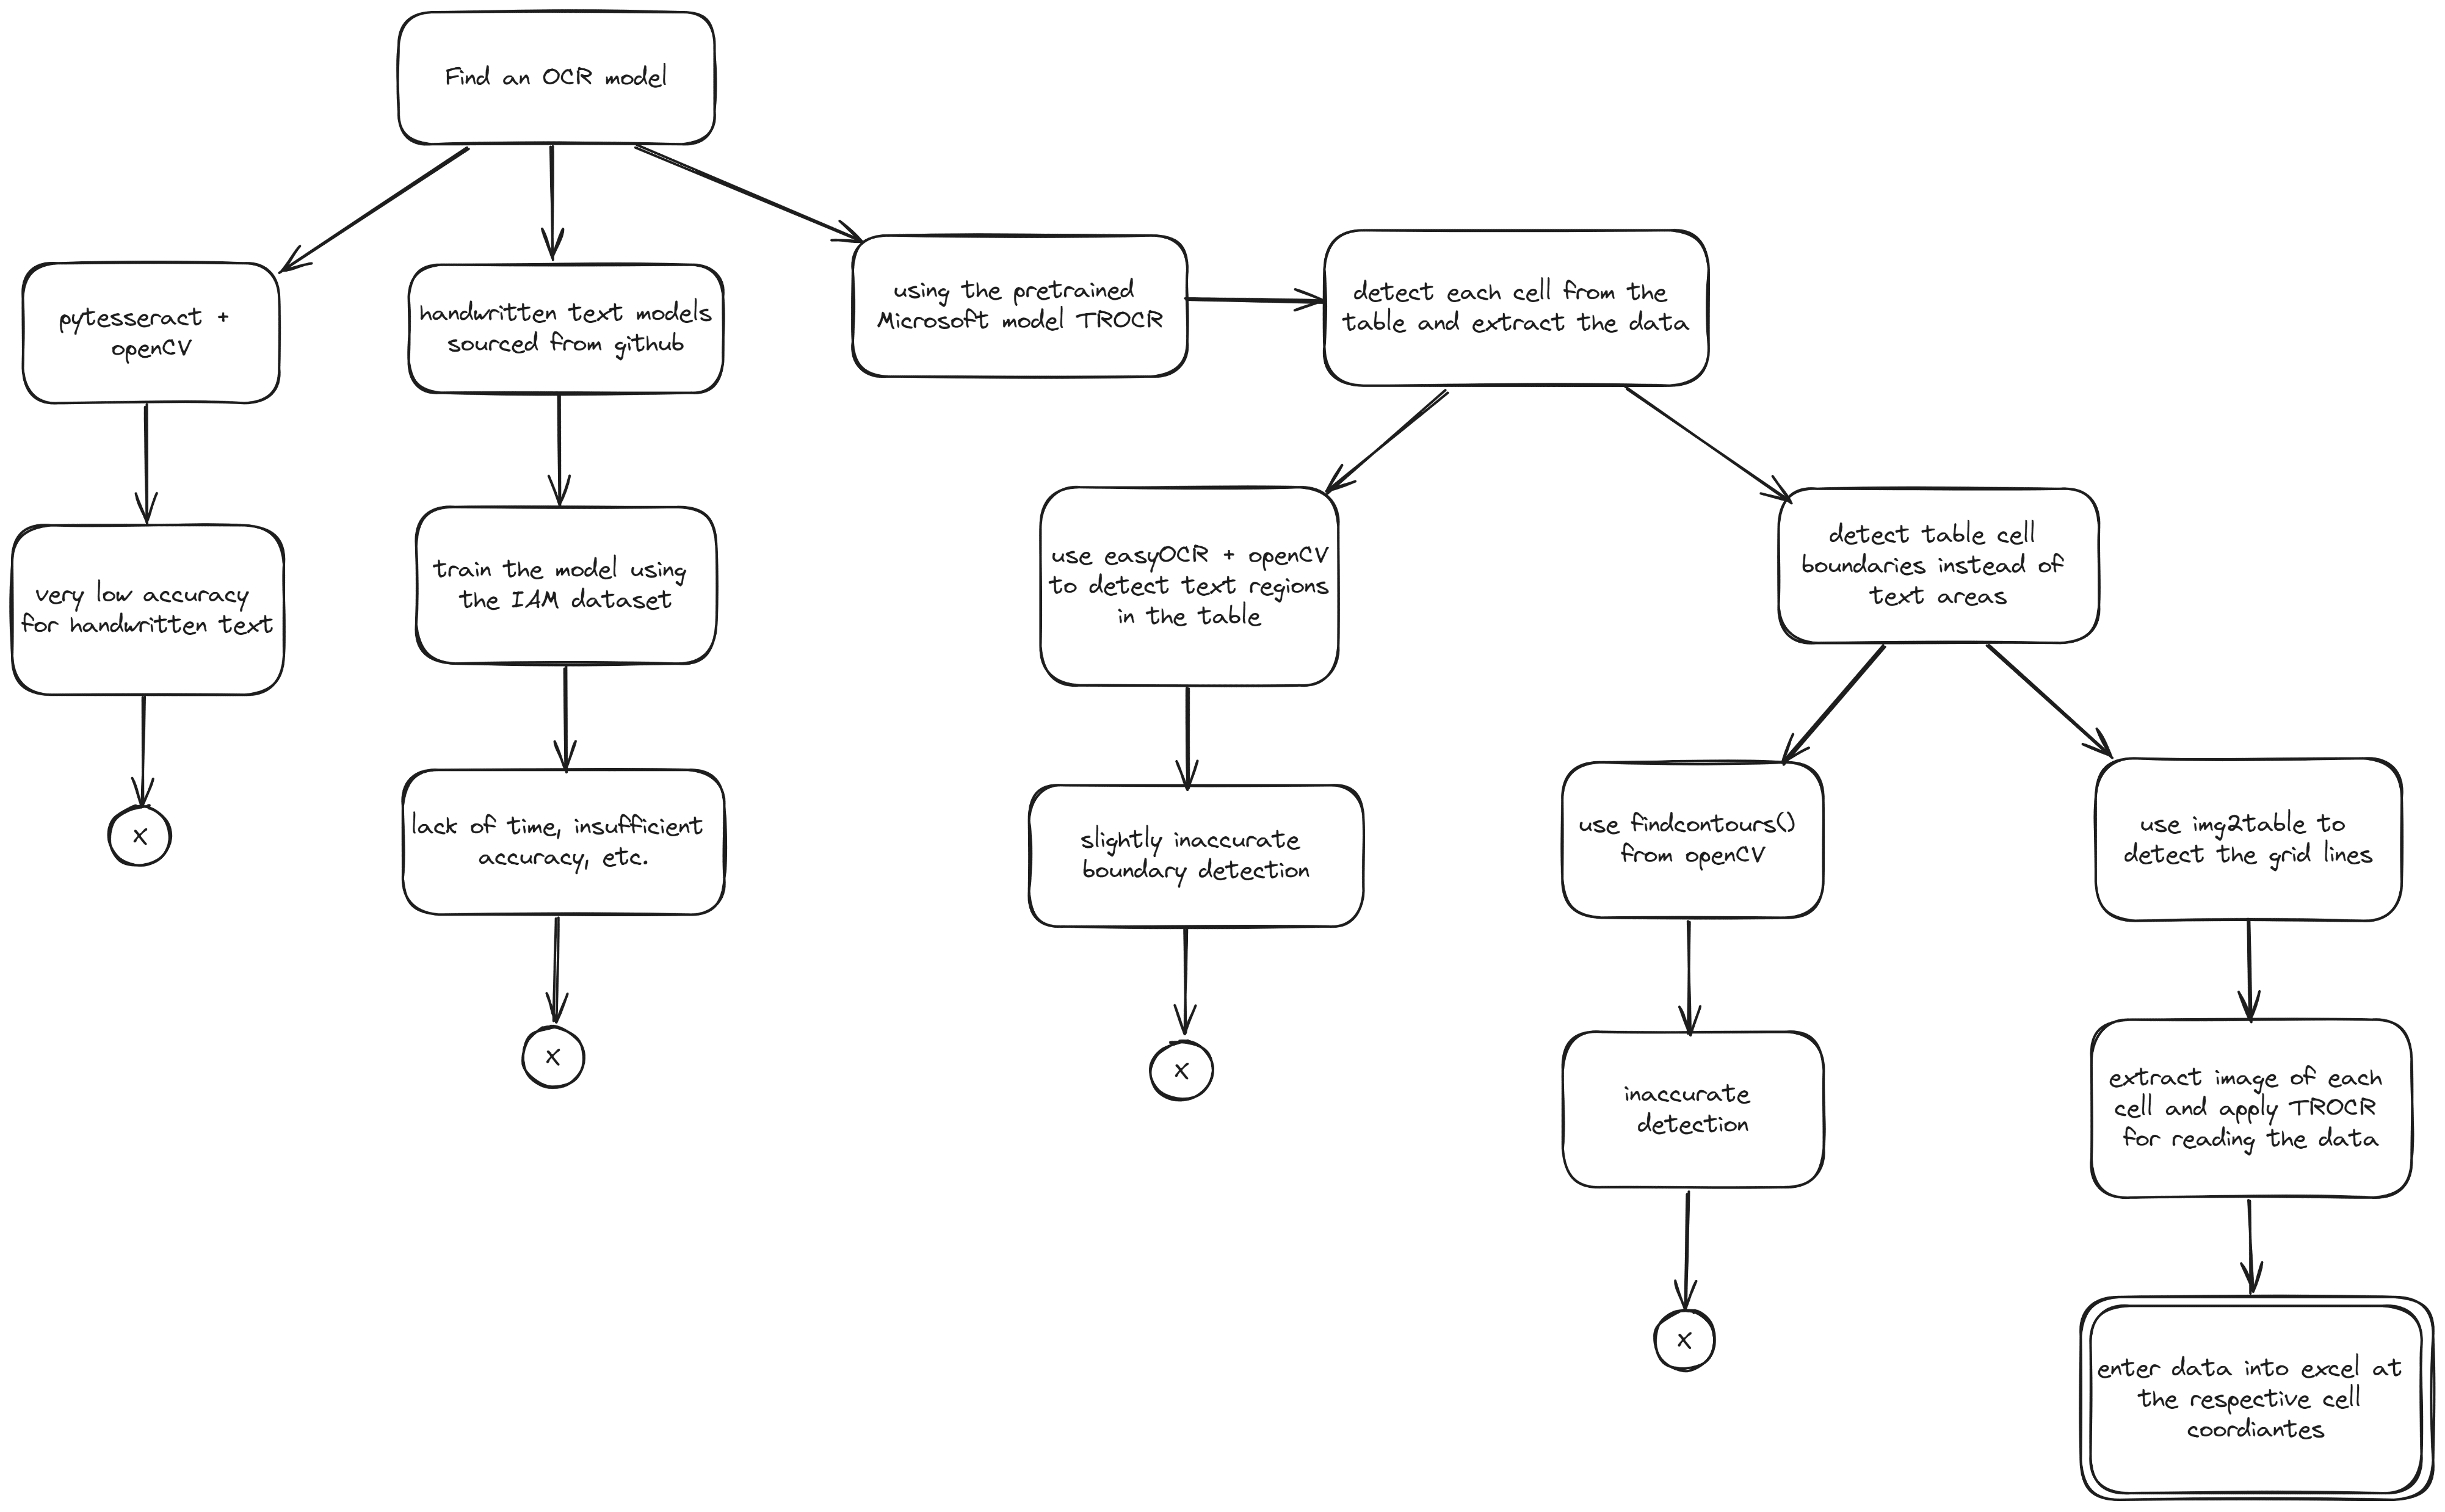 Find an OCR model
pytesseract +
openCV
very low accuracy
for handwritten text
x
handwritten text models
sourced from github
train the model using
the IAM dataset
lack of time, insufficient
accuracy, etc.
x
using the pretrained
Microsoft model TROCR
detect each cell from the
table and extract the data
use easyOCR + openCV
to detect text regions
in the table
slightly inaccurate
boundary detection
x
detect table cell
boundaries instead of
text areas
use findcontours()
from openCV
inaccurate
detection
x
use img2table to
detect the grid lines
extract image of each
cell and apply TROCR
for reading the data
enter data into excel at
the respective cell
coordiantes